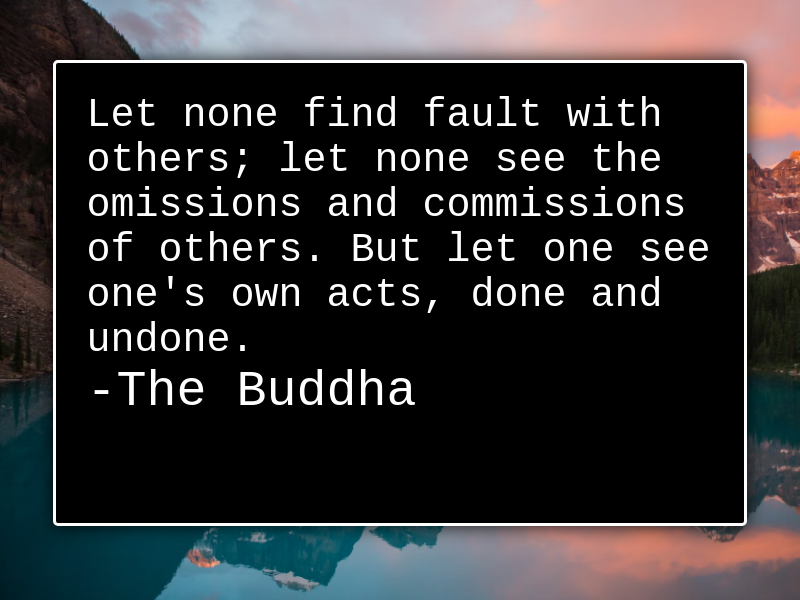 Let none find fault with
others; let none see the
omissions and commissions
of others. But let one see
one's own acts, done and
undone.
-The Buddha